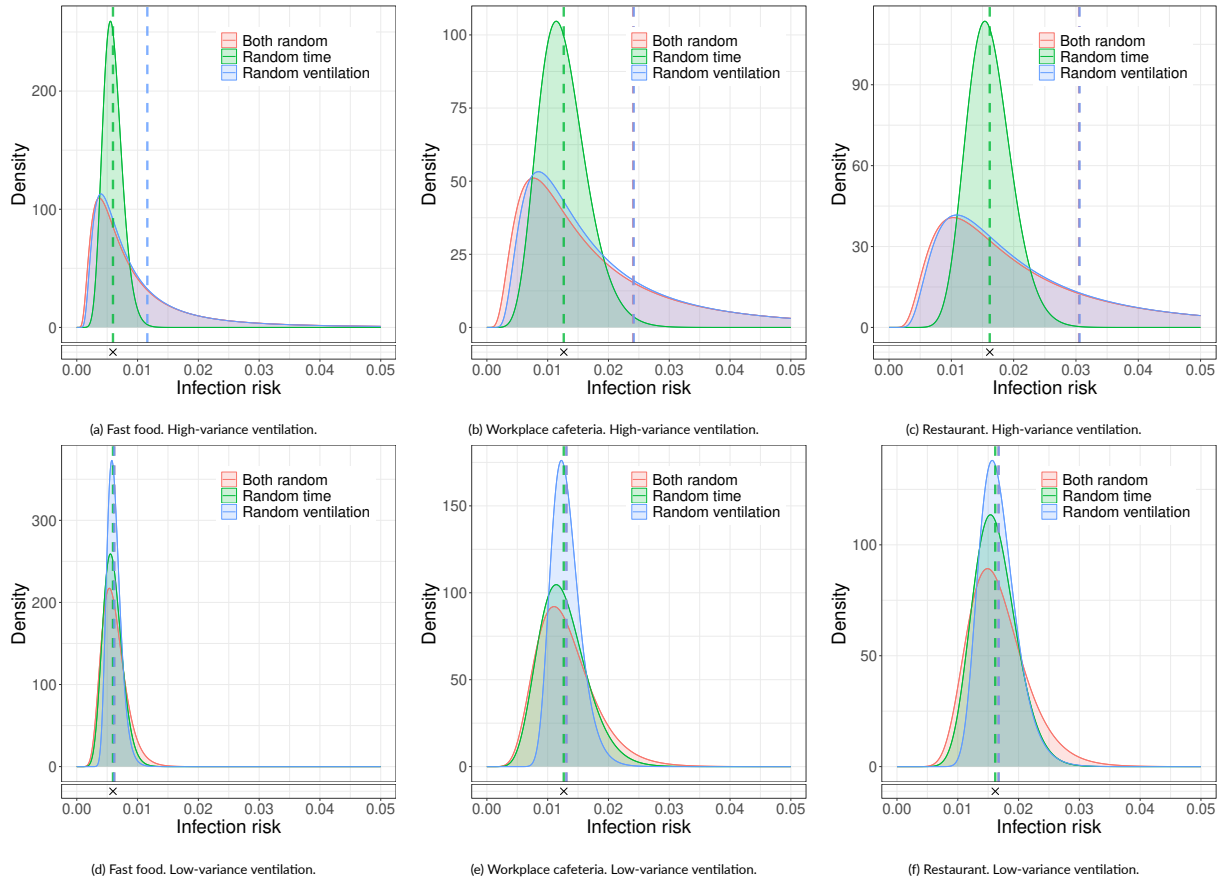 Density
200
100
0
Both random
Random time
Random ventilation
0.00 0.01 0.02 0.03 0.04 0.05
Infection risk
(a) Fast food. High-variance ventilation.
Density
100
75
50
25
0
Both random
Random time
Random ventilation
0.00 0.01 0.02 0.03 0.04 0.05
Infection risk
(b) Workplace cafeteria. High-variance ventilation.
Density
90
60
30
0
Both random
Random time
Random ventilation
0.00 0.01 0.02 0.03 0.04 0.05
Infection risk
(c) Restaurant. High-variance ventilation.
Density
300
200
100
0
Both random
Random time
Random ventilation
0.00 0.01 0.02 0.03 0.04 0.05
Infection risk
(d) Fast food. Low-variance ventilation.
Density
150
100
50
0
Both random
Random time
Random ventilation
0.00 0.01 0.02 0.03 0.04 0.05
Infection risk
(e) Workplace cafeteria. Low-variance ventilation.
Density
100
50
0
Both random
Random time
Random ventilation
0.00 0.01 0.02 0.03 0.04 0.05
Infection risk
(f) Restaurant. Low-variance ventilation.